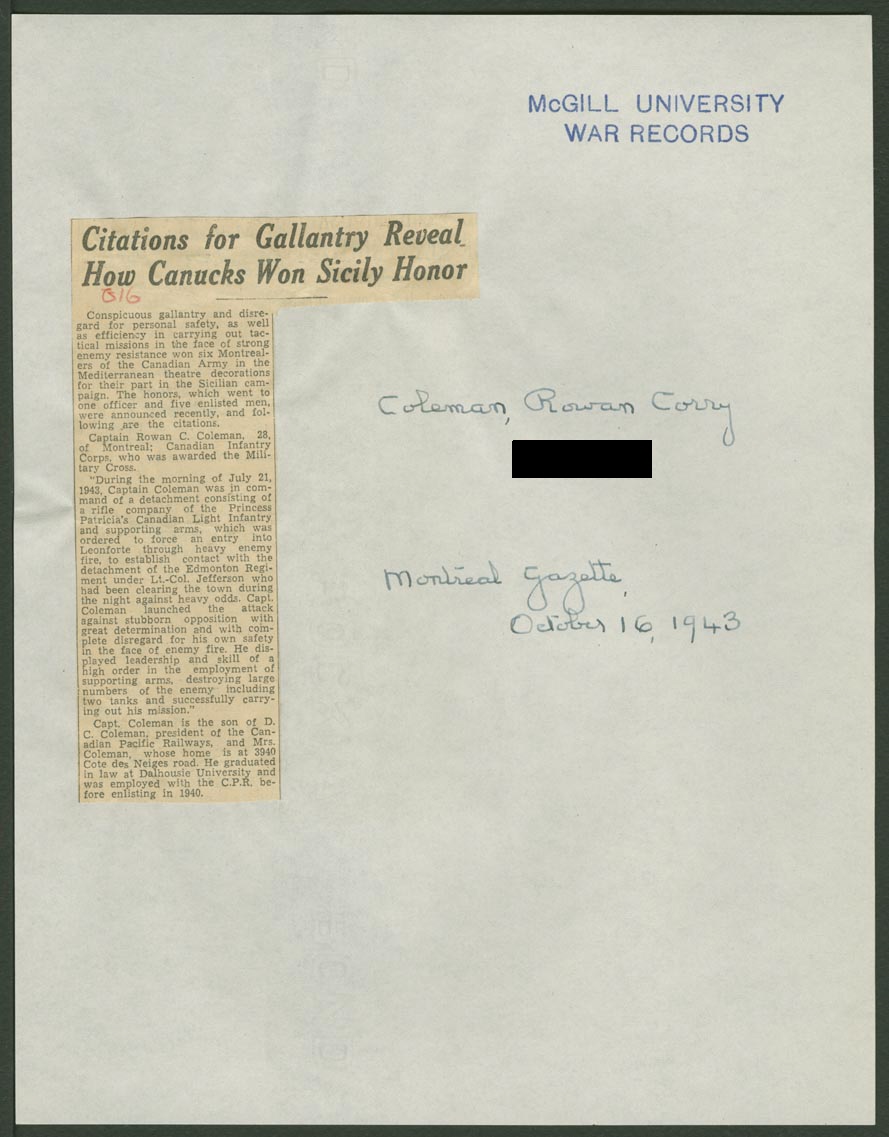 McGILL UNIVERSITY
WAR RECORDS
Citations for Gallantry Reveal
How Canucks Won Sicily Honor
O16
Conspicuous gallantry and disre-
gard for personal safety, as well
as efficiency in carrying out tac-
tical missions in the face of strong
enemy resistance won six Montreal-
ers of the Canadian Army in the
Mediterranean theatre decorations
for their part in the Sicilian cam-
paign. The honors, which went to
one officer and five enlisted men,
were announced recently, and fol-
lowing are the citations.
Captain Rowan C. Coleman, 28,
of Montreal; Canadian Infantry
Corps, who was awarded the Mili-
tary Cross.
"During the morning of July 21,
1943, Captain Coleman was in com-
mand of a detachment consisting of
a rifle company of the Princess
Patricia's Canadian Light Infantry
and supporting arms, which was
ordered to force an entry into
Leonforte through heavy enemy
fire, to establish contact with the
detachment of the Edmonton Regi-
ment under Lt.-Col. Jefferson who
had been clearing the town during
the night against heavy odds. Capt.
Coleman launched the attack
against stubborn opposition with
great determination and with com-
plete disregard for his own safety
in the face of enemy fire. He dis-
played leadership and skill of a
high order in the employment of
supporting arms, destroying large
numbers of the enemy including
two tanks and successfully carry-
ing out his mission."
Capt. Coleman is the son of D.
C. Coleman, president of the Can-
adian Pacific Railways, and Mrs.
Coleman, whose home is at 3940
Cote des Neiges road. He graduated
in law at Dalhousie University and
was employed with the C.P.R. be-
fore enlisting in 1940.
Coleman, Rowan Corry
Montreal Gazette,
October 16, 1943